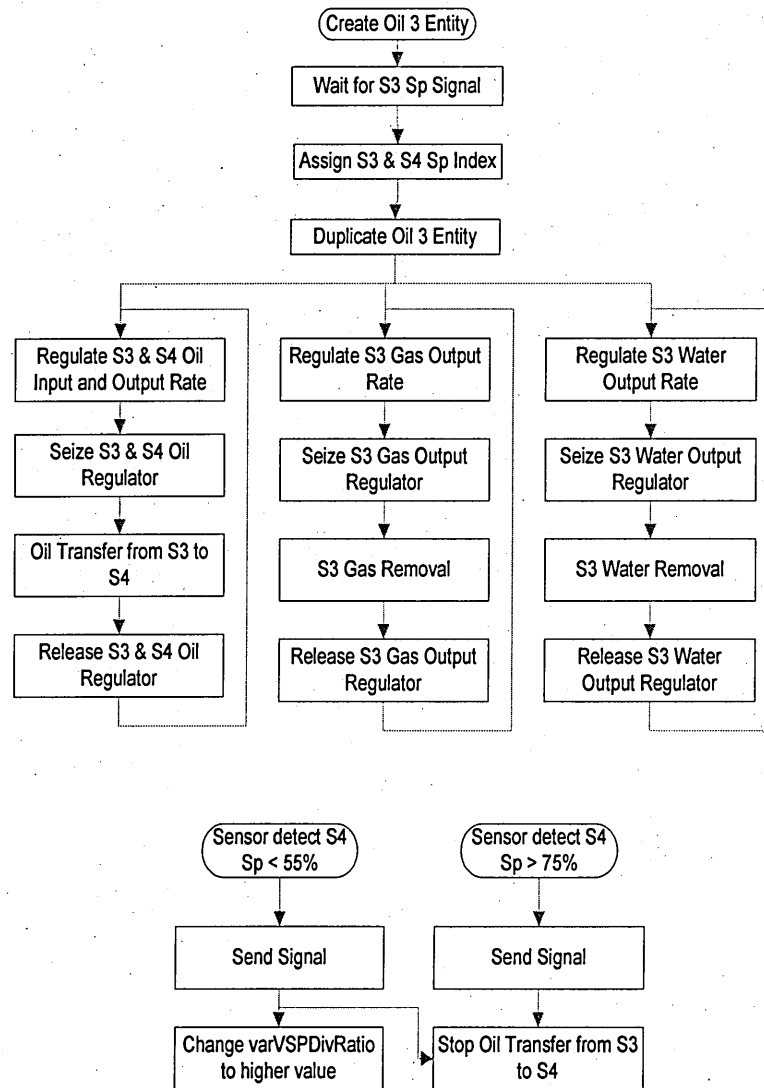 Create Oil 3 Entity
Wait for S3 Sp Signal
Assign S3 & S4 Sp Index
Duplicate Oil 3 Entity
Regulate S3 & S4 Oil
Input and Output Rate
Seize S3 & S4 Oil
Regulator
Oil Transfer from S3 to
S4
Release S3 & S4 Oil
Regulator
Regulate S3 Gas Output
Rate
Seize S3 Gas Output
Regulator
S3 Gas Removal
Release S3 Gas Output
Regulator
Regulate S3 Water
Output Rate
Seize S3 Water Output
Regulator
S3 Water Removal
Release S3 Water
Output Regulator
Sensor detect S4
Sp < 55%
Send Signal
Change varVSPDivRatio
to higher value
Sensor detect S4
Sp > 75%
Send Signal
Stop Oil Transfer from S3
to S4